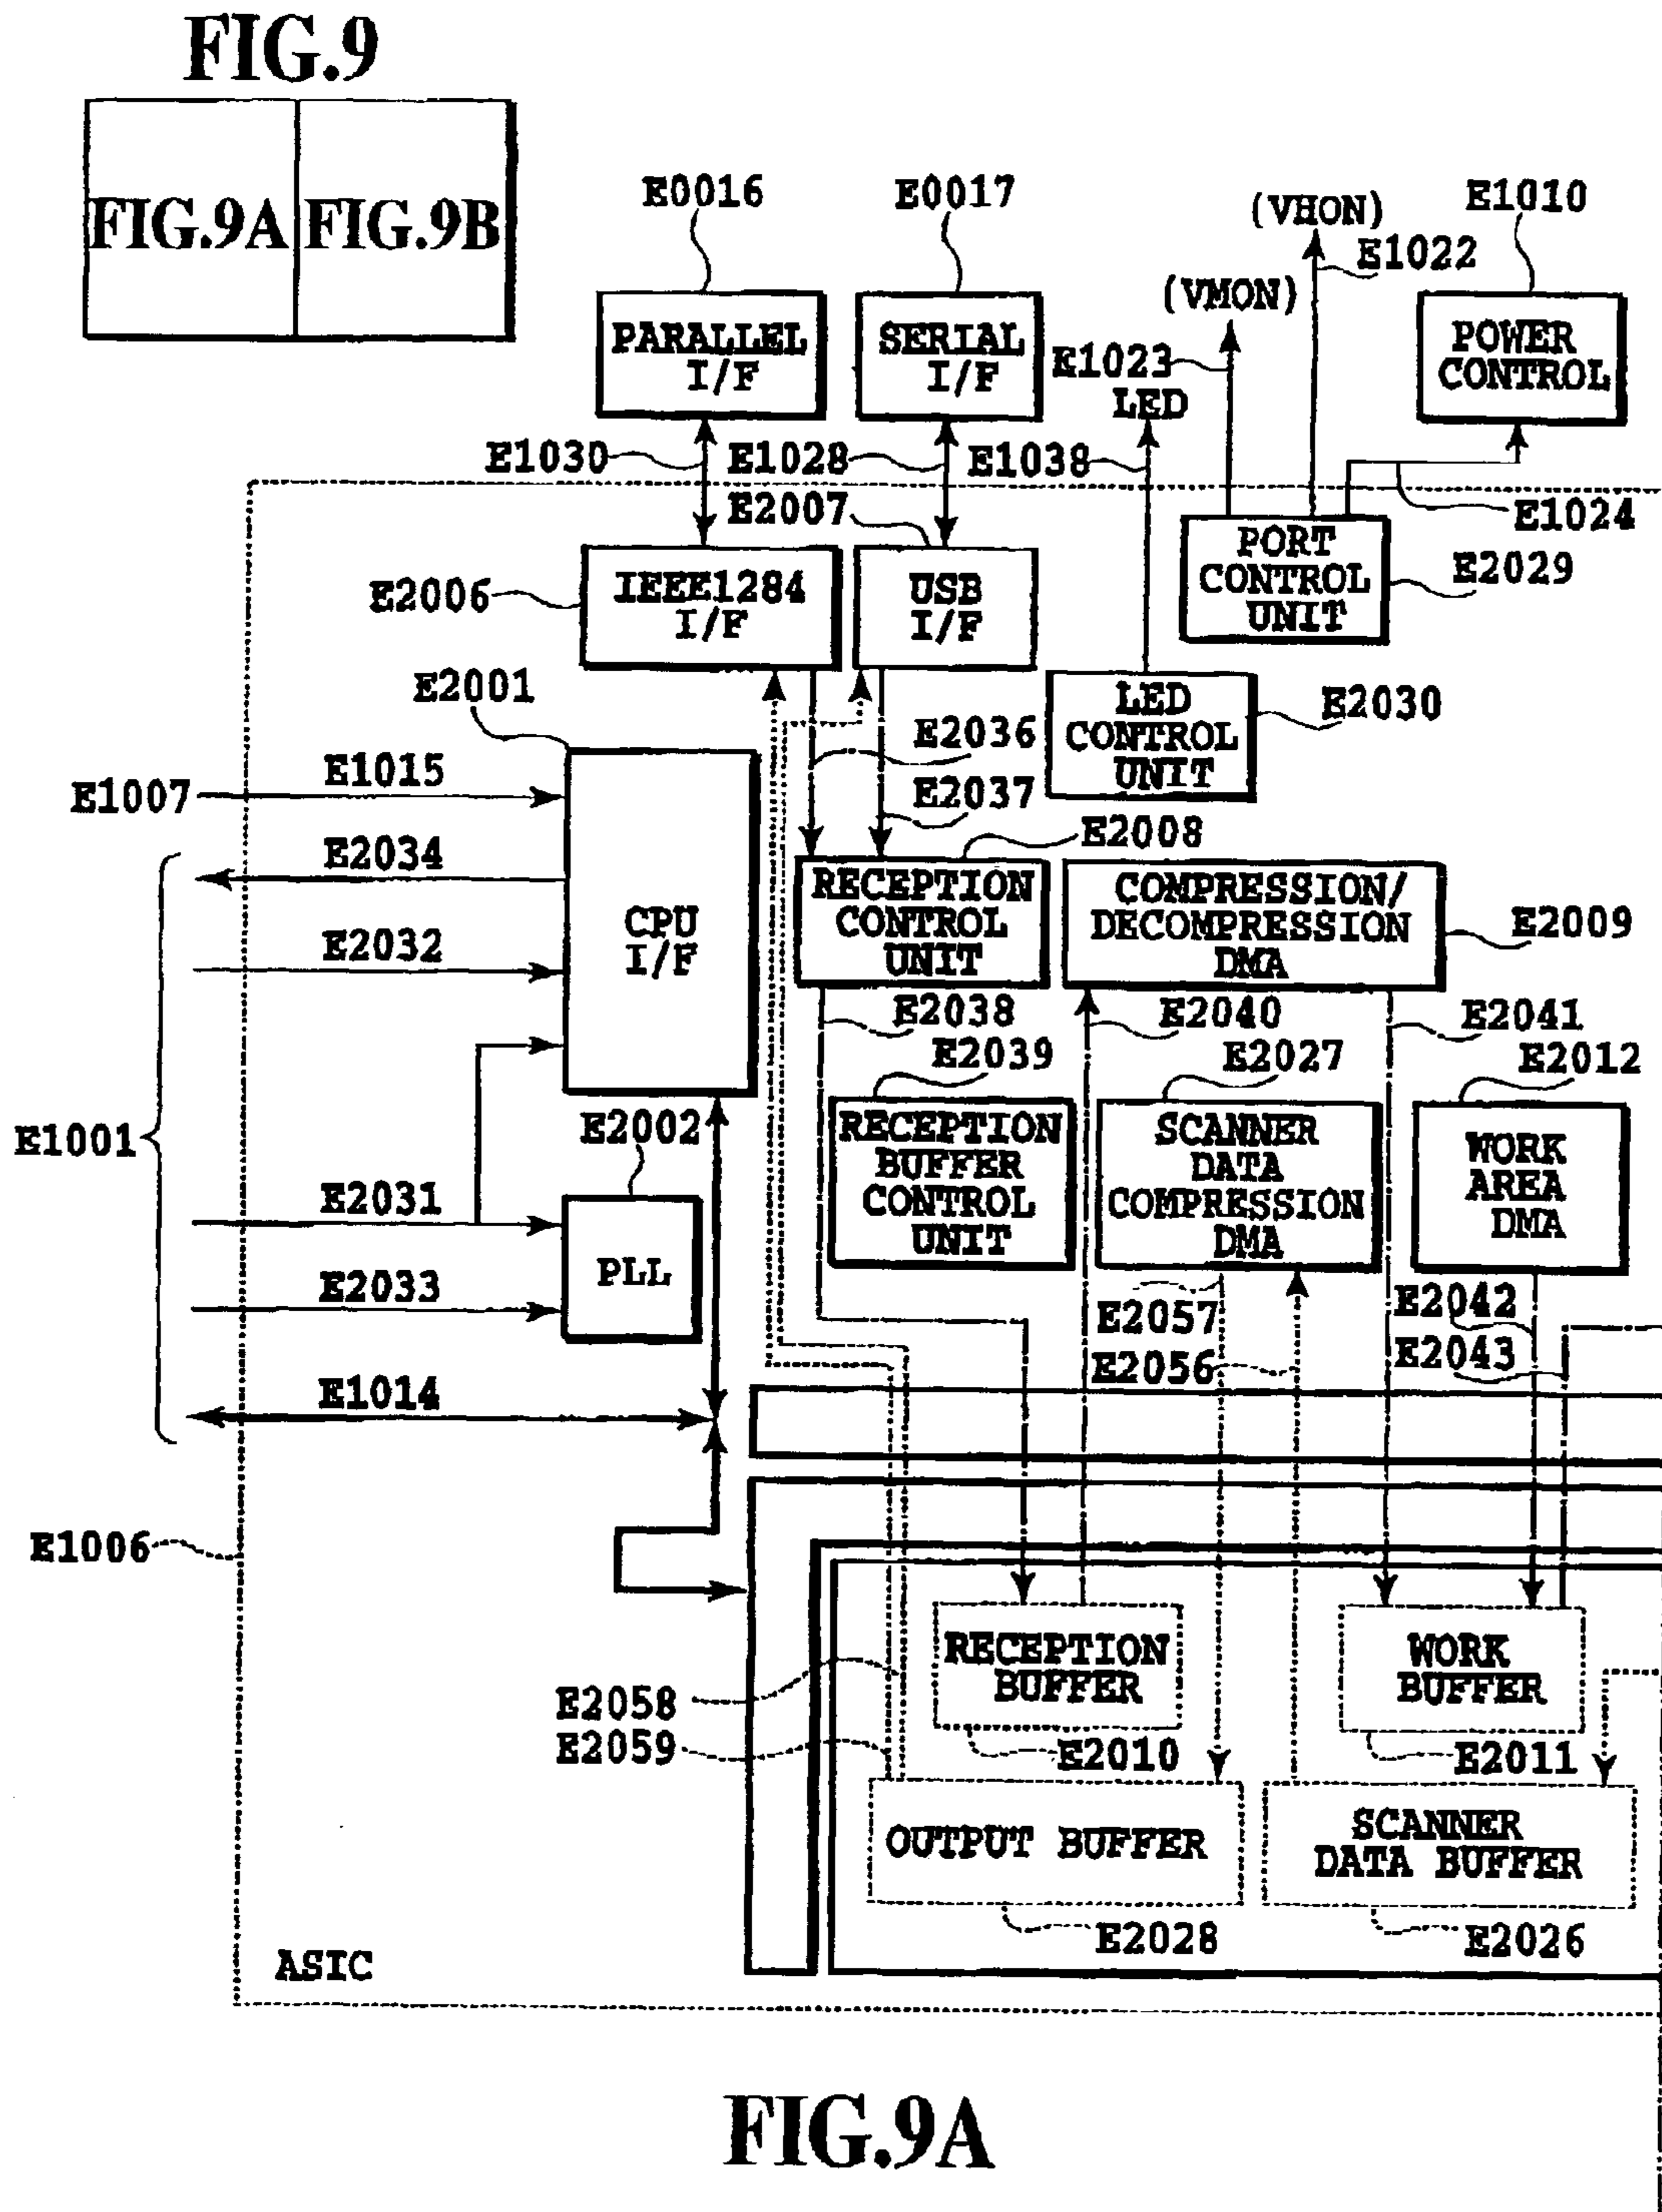 FIG.9
FIG.9A
FIG.9B
E0016
E0017
(VHON)
E1010
E1022
(VMON)
PARALLEL
I/F
SERIAL
I/F
E1023
LED
POWER
CONTROL
E1030
E1028
E1038
E2007
E1024
E2006
IEEE1284
I/F
USB
I/F
PORT
CONTROL
UNIT
E2029
E2001
LED
CONTROL
UNIT
E2030
E2036
E1007
E1015
E2037
E2034
E2008
CPU
I/F
RECEPTION
CONTROL
UNIT
COMPRESSION/
DECOMPRESSION
DMA
E2009
E2032
E2038
E2040
E2041
E2039
E2027
E2012
E1001
E2002
RECEPTION
BUFFER
CONTROL
UNIT
SCANNER
DATA
COMPRESSION
DMA
WORK
AREA
DMA
E2031
PLL
E2033
E2057
E2042
E2056
E2043
E1014
E1006
RECEPTION
BUFFER
WORK
BUFFER
E2058
E2059
E2010
E2011
OUTPUT BUFFER
SCANNER
DATA BUFFER
E2028
E2026
ASIC
FIG.9A